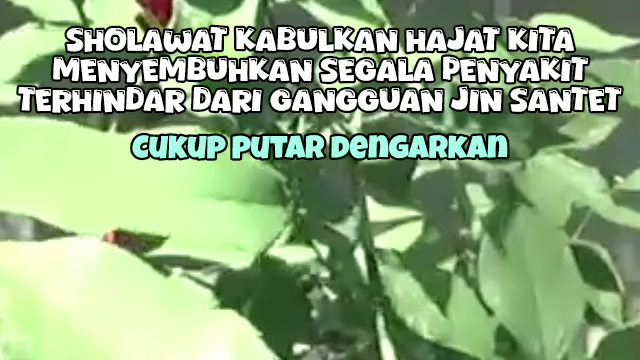 SHOLAWAT KABULKAN HAJAT KITA
MENYEMBUHKAN SEGALA PENYAKIT
TERHINDAR DARI GANGGUAN JIN SANTET
CUKUP PUTAR DENGARKAN